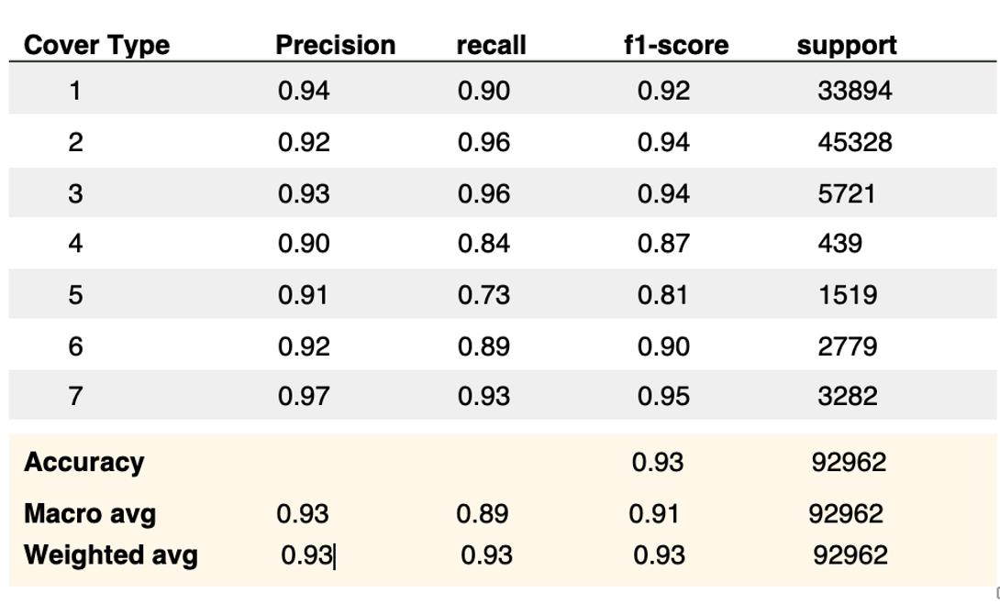 Cover Type Precision recall f1-score support
1 0.94 0.90 0.92 33894
2 0.92 0.96 0.94 45328
3 0.93 0.96 0.94 5721
4 0.90 0.84 0.87 439
5 0.91 0.73 0.81 1519
6 0.92 0.89 0.90 2779
7 0.97 0.93 0.95 3282
Accuracy 0.93 92962
Macro avg 0.93 0.89 0.91 92962
Weighted avg 0.93 0.93 0.93 92962